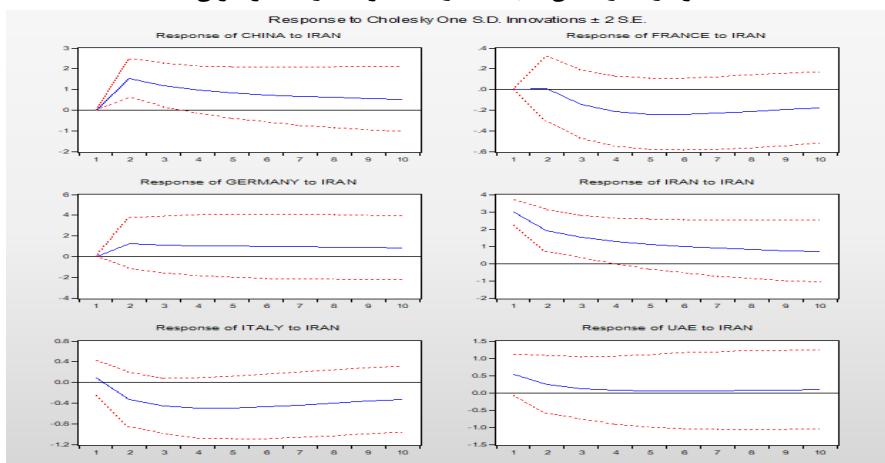 Response to Cholesky One S.D. Innovations ± 2 S.E.
Response of CHINA to IRAN
3
2
1
0
-1
-2
1 2 3 4 5 6 7 8 9 10
Response of FRANCE to IRAN
.4
.2
.0
-.2
-.4
-.6
1 2 3 4 5 6 7 8 9 10
Response of GERMANY to IRAN
6
4
2
0
-2
-4
1 2 3 4 5 6 7 8 9 10
Response of IRAN to IRAN
4
3
2
1
0
-1
-2
1 2 3 4 5 6 7 8 9 10
Response of ITALY to IRAN
0.8
0.4
0.0
-0.4
-0.8
-1.2
1 2 3 4 5 6 7 8 9 10
Response of UAE to IRAN
1.5
1.0
0.5
0.0
-0.5
-1.0
-1.5
1 2 3 4 5 6 7 8 9 10